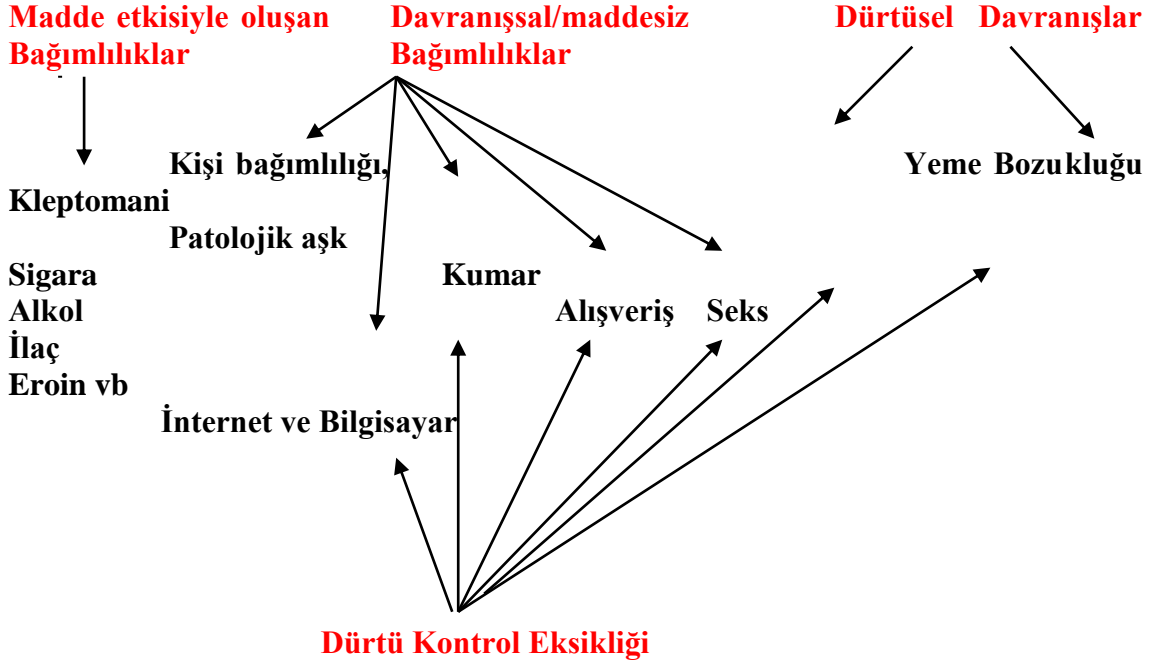 Madde etkisiyle oluşan Bağımlılıklar
Davranışsal/maddesiz Bağımlılıklar
Dürtüsel Davranışlar
Kişi bağımlılığı,
Yeme Bozukluğu
Kleptomani
Patolojik aşk
Sigara
Kumar
Alkol
Alışveriş
Seks
İlaç
Eroin vb
İnternet ve Bilgisayar
Dürtü Kontrol Eksikliği